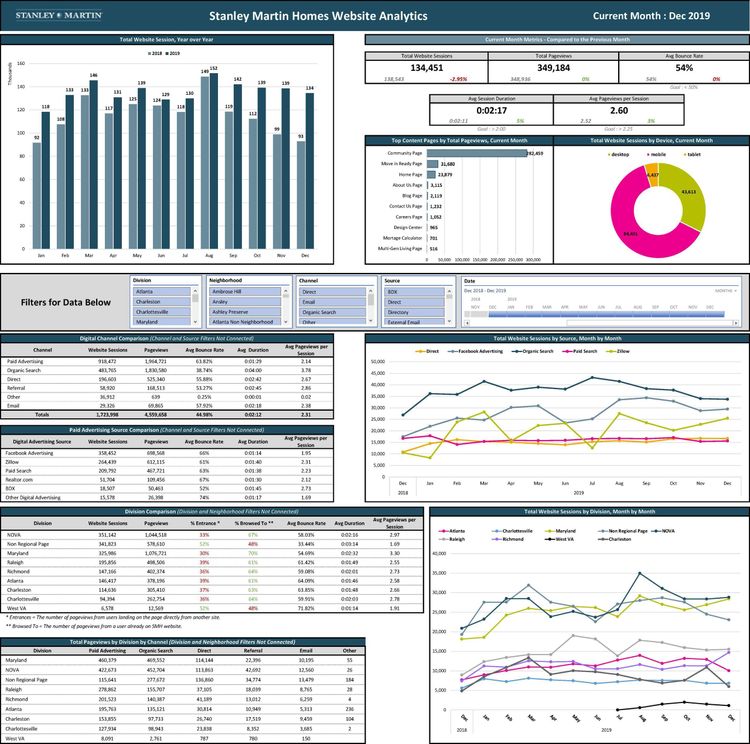 STANLEY MARTIN
Stanley Martin Homes Website Analytics
Current Month : Dec 2019
Total Website Session, Year over Year
2018 2019
Thousands
160
140
120
100
80
60
40
20
0
92 118 108 133 133 146 117 131 125 139 124 129 118 130 149 152 119 142 112 139 99 139 93 134
Jan Feb Mar Apr May Jun Jul Aug Sep Oct Nov Dec
Current Month Metrics - Compared to the Previous Month
Total Website Sessions Total Pageviews Avg Bounce Rate
134,451 349,184 54%
138,543 -2.95% 348,936 0% 54% 0%
Goal : < 50%
Avg Session Duration Avg Pageviews per Session
0:02:17 2.60
0:02:11 5% 2.52 3%
Goal : > 2:00 Goal : > 2.25
Top Content Pages by Total Pageviews, Current Month
Community Page 282,459
Move in Ready Page 31,680
Home Page 23,879
About Us Page 3,115
Blog Page 2,119
Contact Us Page 1,232
Careers Page 1,052
Design Center 965
Mortage Calculator 701
Multi-Gen Living Page 516
0 50,000 100,000 150,000 200,000 250,000 300,000
Total Website Sessions by Device, Current Month
desktop mobile tablet
43,613
Filters for Data Below
Division
Atlanta
Charleston
Charlottesville
Maryland
Neighborhood
Ambrose Hill
Ansley
Ashley Preserve
Atlanta Non Neighborhood
Channel
Direct
Email
Organic Search
Other
Source
BDX
Direct
Directory
External Email
Date
Dec 2018 - Dec 2019 MONTHS
2018 2019
NOV DEC JAN FEB MAR APR MAY JUN JUL AUG SEP OCT NOV DEC
Digital Channel Comparison (Channel and Source Filters Not Connected)
Channel Website Sessions Pageviews Avg Bounce Rate Avg Duration Avg Pageviews per Session
Paid Advertising 918,472 1,964,721 63.82% 0:01:29 2.14
Organic Search 483,765 1,830,580 38.74% 0:04:00 3.78
Direct 196,603 525,340 55.88% 0:02:42 2.67
Referral 58,920 168,513 53.27% 0:02:45 2.86
Other 36,912 639 0.25% 0:00:01 0.02
Email 29,326 69,865 57.92% 0:02:18 2.38
Totals 1,723,998 4,559,658 44.98% 0:02:12 2.31
Paid Advertising Source Comparison (Channel and Source Filters Not Connected)
Digital Advertising Source Website Sessions Pageviews Avg Bounce Rate Avg Duration Avg Pageviews per Session
Facebook Advertising 358,452 698,568 66% 0:01:14 1.95
Zillow 264,439 612,115 61% 0:01:40 2.31
Paid Search 209,792 467,721 63% 0:01:38 2.23
Realtor.com 51,704 109,456 67% 0:01:30 2.12
BDX 18,507 50,463 52% 0:01:45 2.73
Other Digital Advertising 15,578 26,398 74% 0:01:17 1.69
Total Website Sessions by Source, Month by Month
Direct Facebook Advertising Organic Search Paid Search Zillow
50,000
45,000
40,000
35,000
30,000
25,000
20,000
15,000
10,000
5,000
0
Dec Jan Feb Mar Apr May Jun Jul Aug Sep Oct Nov Dec
2018 2019
Division Comparison (Division and Neighborhood Filters Not Connected)
Division Website Sessions Pageviews % Entrance * % Browsed To ** Avg Bounce Rate Avg Duration Avg Pageviews per Session
NOVA 351,142 1,044,518 33% 67% 58.03% 0:02:16 2.97
Non Regional Page 341,823 578,610 52% 48% 33.44% 0:03:14 1.69
Maryland 325,986 1,076,721 30% 70% 54.69% 0:02:32 3.30
Raleigh 195,856 498,506 39% 61% 61.42% 0:01:49 2.55
Richmond 147,166 402,373 36% 64% 59.08% 0:02:01 2.73
Atlanta 146,417 378,196 39% 61% 64.09% 0:01:46 2.58
Charleston 114,636 305,410 37% 63% 63.85% 0:01:48 2.66
Charlottesville 94,394 262,754 36% 64% 59.91% 0:02:03 2.78
West VA 6,578 12,569 52% 48% 71.82% 0:01:14 1.91
* Entrances = The number of pageviews from users landing on the page directly from another site.
** Browsed To = The number of pageviews from a user already on SMH website.
Total Pageviews by Division by Channel (Division and Neighborhood Filters Not Connected)
Division Paid Advertising Organic Search Direct Referral Email Other
Maryland 460,379 469,552 114,144 22,396 10,195 55
NOVA 422,673 452,704 113,863 42,692 12,560 26
Non Regional Page 115,641 277,672 136,860 34,774 13,479 184
Raleigh 278,862 155,707 37,105 18,039 8,765 28
Richmond 201,523 140,387 41,189 13,012 6,259 4
Atlanta 195,763 135,121 30,814 5,949 2,313 236
Charleston 153,855 97,733 26,740 17,519 9,459 104
Charlottesville 127,934 98,943 23,838 8,352 3,685 2
West VA 8,091 2,761 787 780 150
Total Website Sessions by Division, Month by Month
Atlanta Charlottesville Maryland Non Regional Page NOVA
Raleigh Richmond West VA Charleston
40,000
35,000
30,000
25,000
20,000
15,000
10,000
5,000
0
Dec Jan Feb Mar Apr May Jun Jul Aug Sep Oct Nov Dec
2018 2019